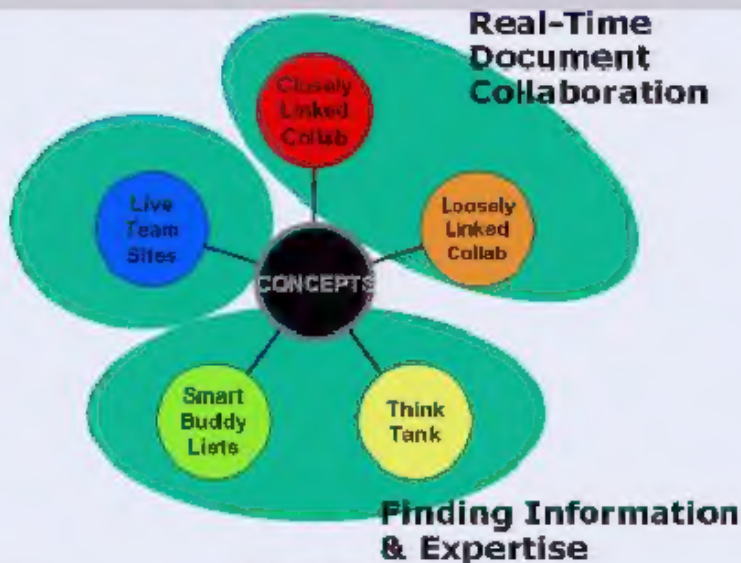 Real-Time
Document
Collaboration
Closely
Linked
Collab
Live
Team
Sites
Loosely
Linked
Collab
CONCEPTS
Smart
Buddy
Lists
Think
Tank
Finding Information
& Expertise